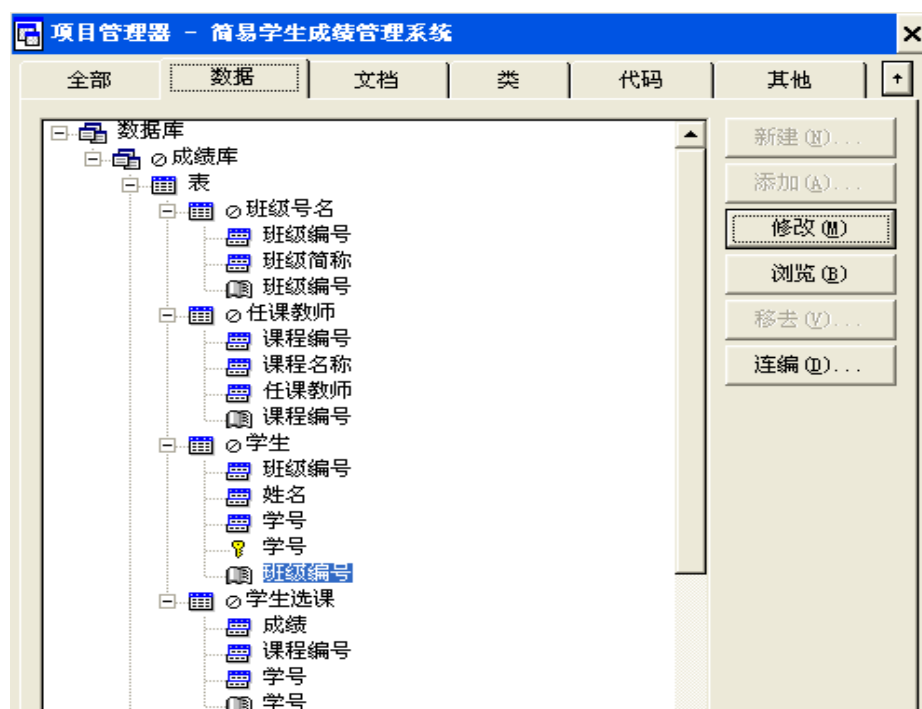 项目管理器 - 简易学生成绩管理系统
全部 数据 文档 类 代码 其他
数据库
成绩库
表
班级号名
班级编号
班级简称
班级编号
任课教师
课程编号
课程名称
任课教师
课程编号
学生
班级编号
姓名
学号
学号
班级编号
学生选课
成绩
课程编号
学号
学号
新建(N)...
添加(A)...
修改(M)
浏览(B)
移去(V)...
连编(D)...